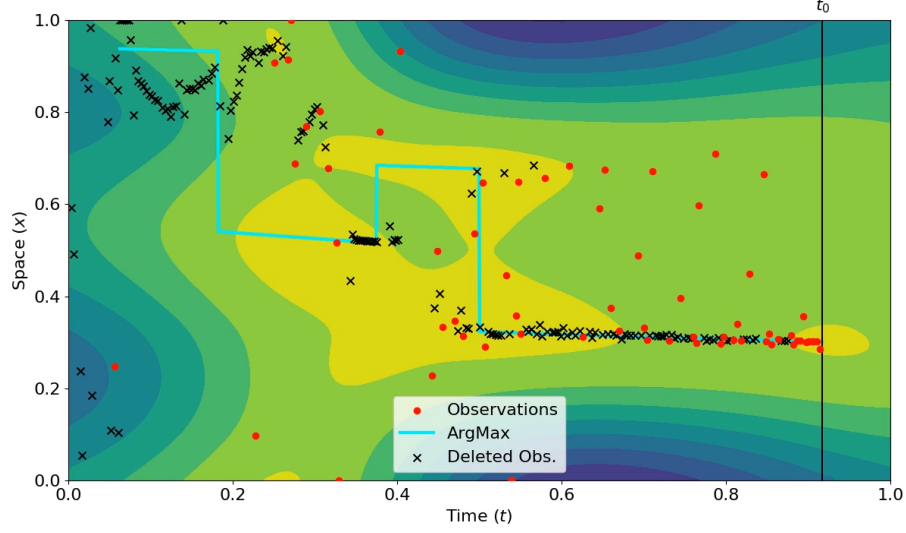 t₀
1.0
0.8
0.6
0.4
0.2
0.0
Space (x)
Observations
ArgMax
Deleted Obs.
0.0 0.2 0.4 0.6 0.8 1.0
Time (t)